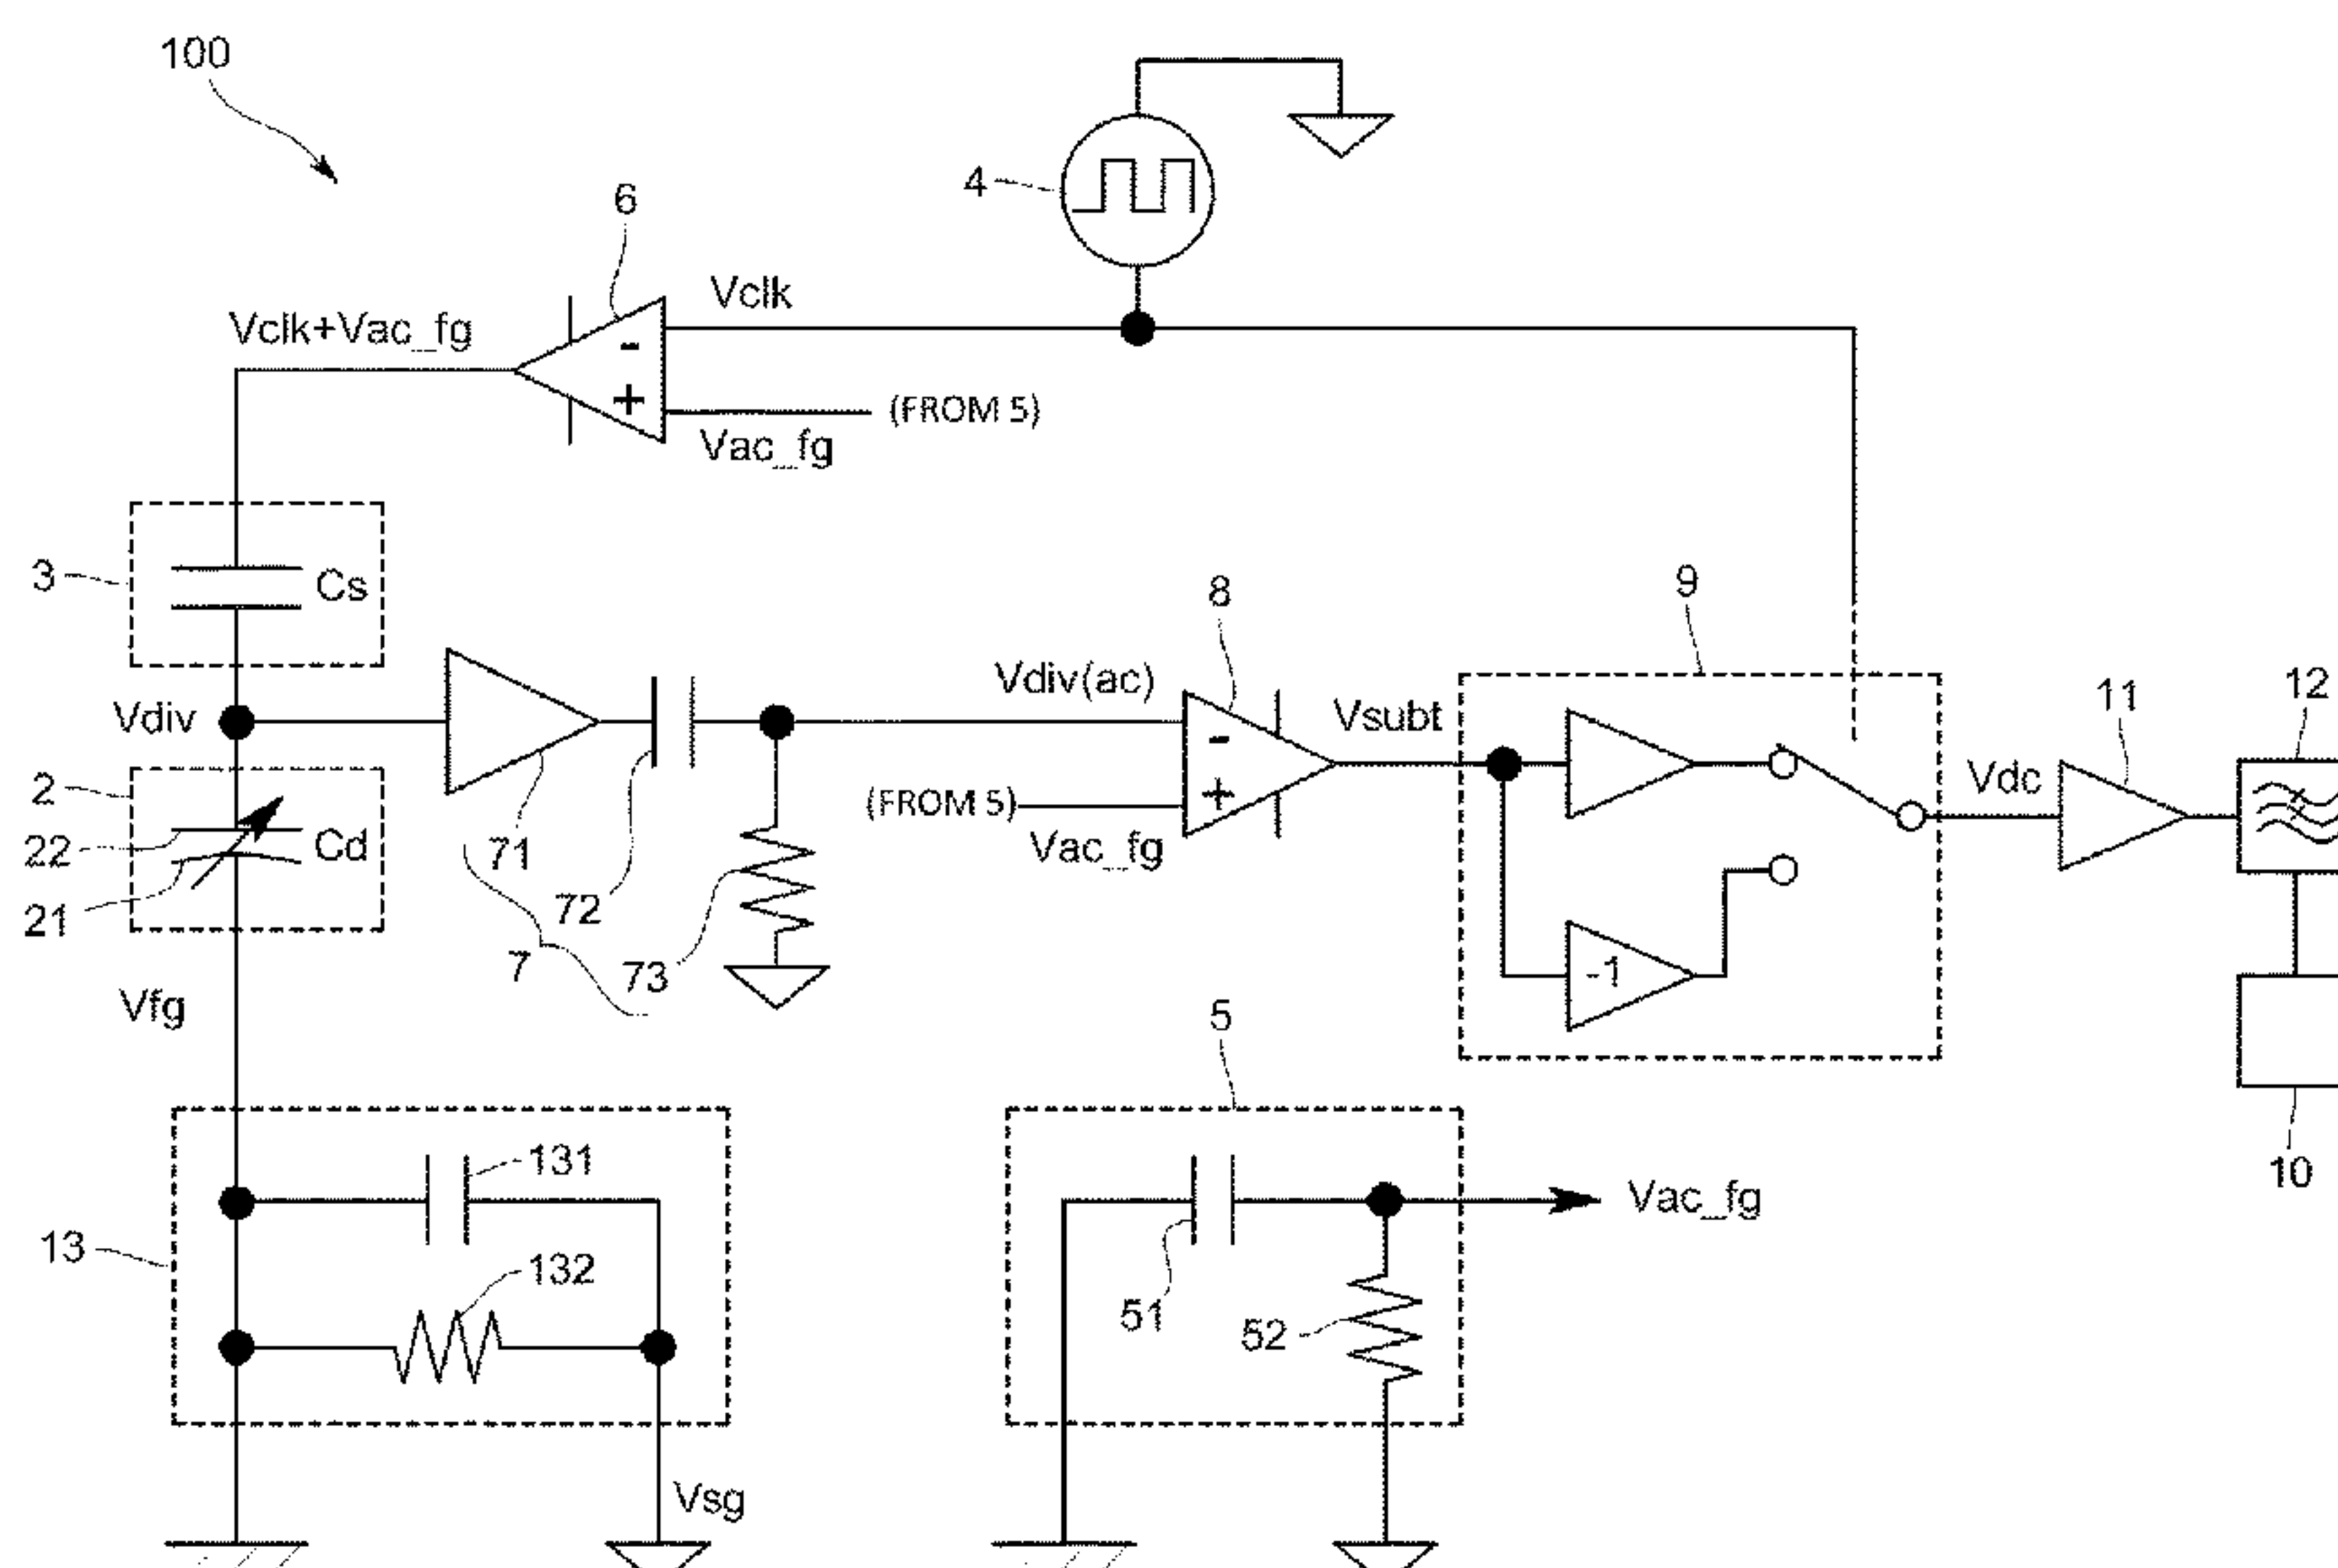 100
4
6
Vclk
Vclk+Vac_fg
-
+
(FROM 5)
Vac_fg
3
Cs
8
9
Vdiv(ac)
Vsubt
11
12
Vdiv
-
+
(FROM 5)
Vac_fg
Vdc
2
22
Cd
21
71
72
7
73
-1
Vfg
5
10
131
13
132
51
52
Vac_fg
Vsg